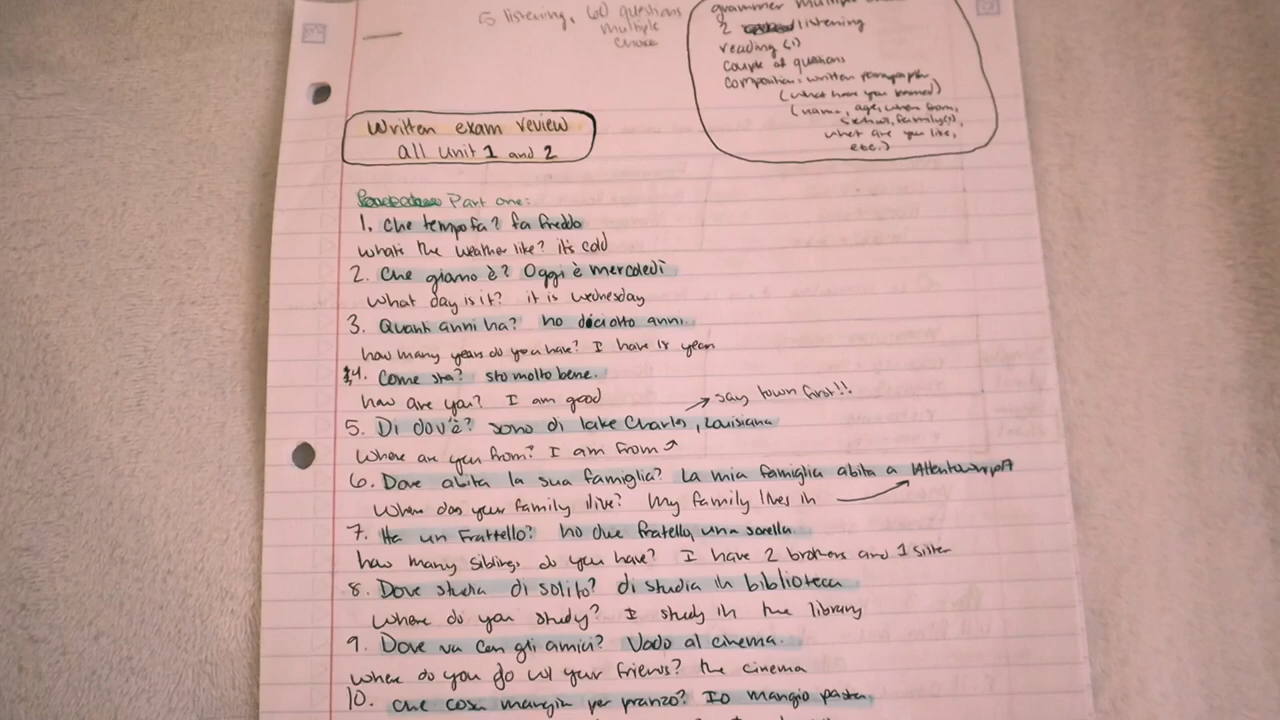 5 listening, 60 questions
multiple
choice
grammer multiple
2 listening
reading (1)
couple of questions
composition: written paragraph
(what have you learned)
(name, age, when from,
school, family(s),
what are you like,
etc.)
written exam review
all unit 1 and 2
Part one:
1. Che tempo fa? fa freddo
whats the weather like? its cold
2. Che giorno è? Oggi è mercoledì
What day is it? it is wednesday
3. Quanti anni ha? ho diciotto anni.
how many years do you have? I have 18 years
4. Come sta? sto molto bene.
how are you? I am good
→ say town first!!
5. Di dov'è? sono di lake Charles, Louisiana
Where are you from? I am from
6. Dove abita la sua famiglia? La mia famiglia abita a
Where does your family live? My family lives in
7. Ha un Frattello? ho due fratello, una sorella.
how many siblings do you have? I have 2 brothers and 1 sister
8. Dove studia di solito? di studia in biblioteca
Where do you study? I study in the library
9. Dove va con gli amici? Vado al cinema.
where do you go w/ your friends? the cinema
10. che cosa mangia per pranzo? Io mangio pasta.